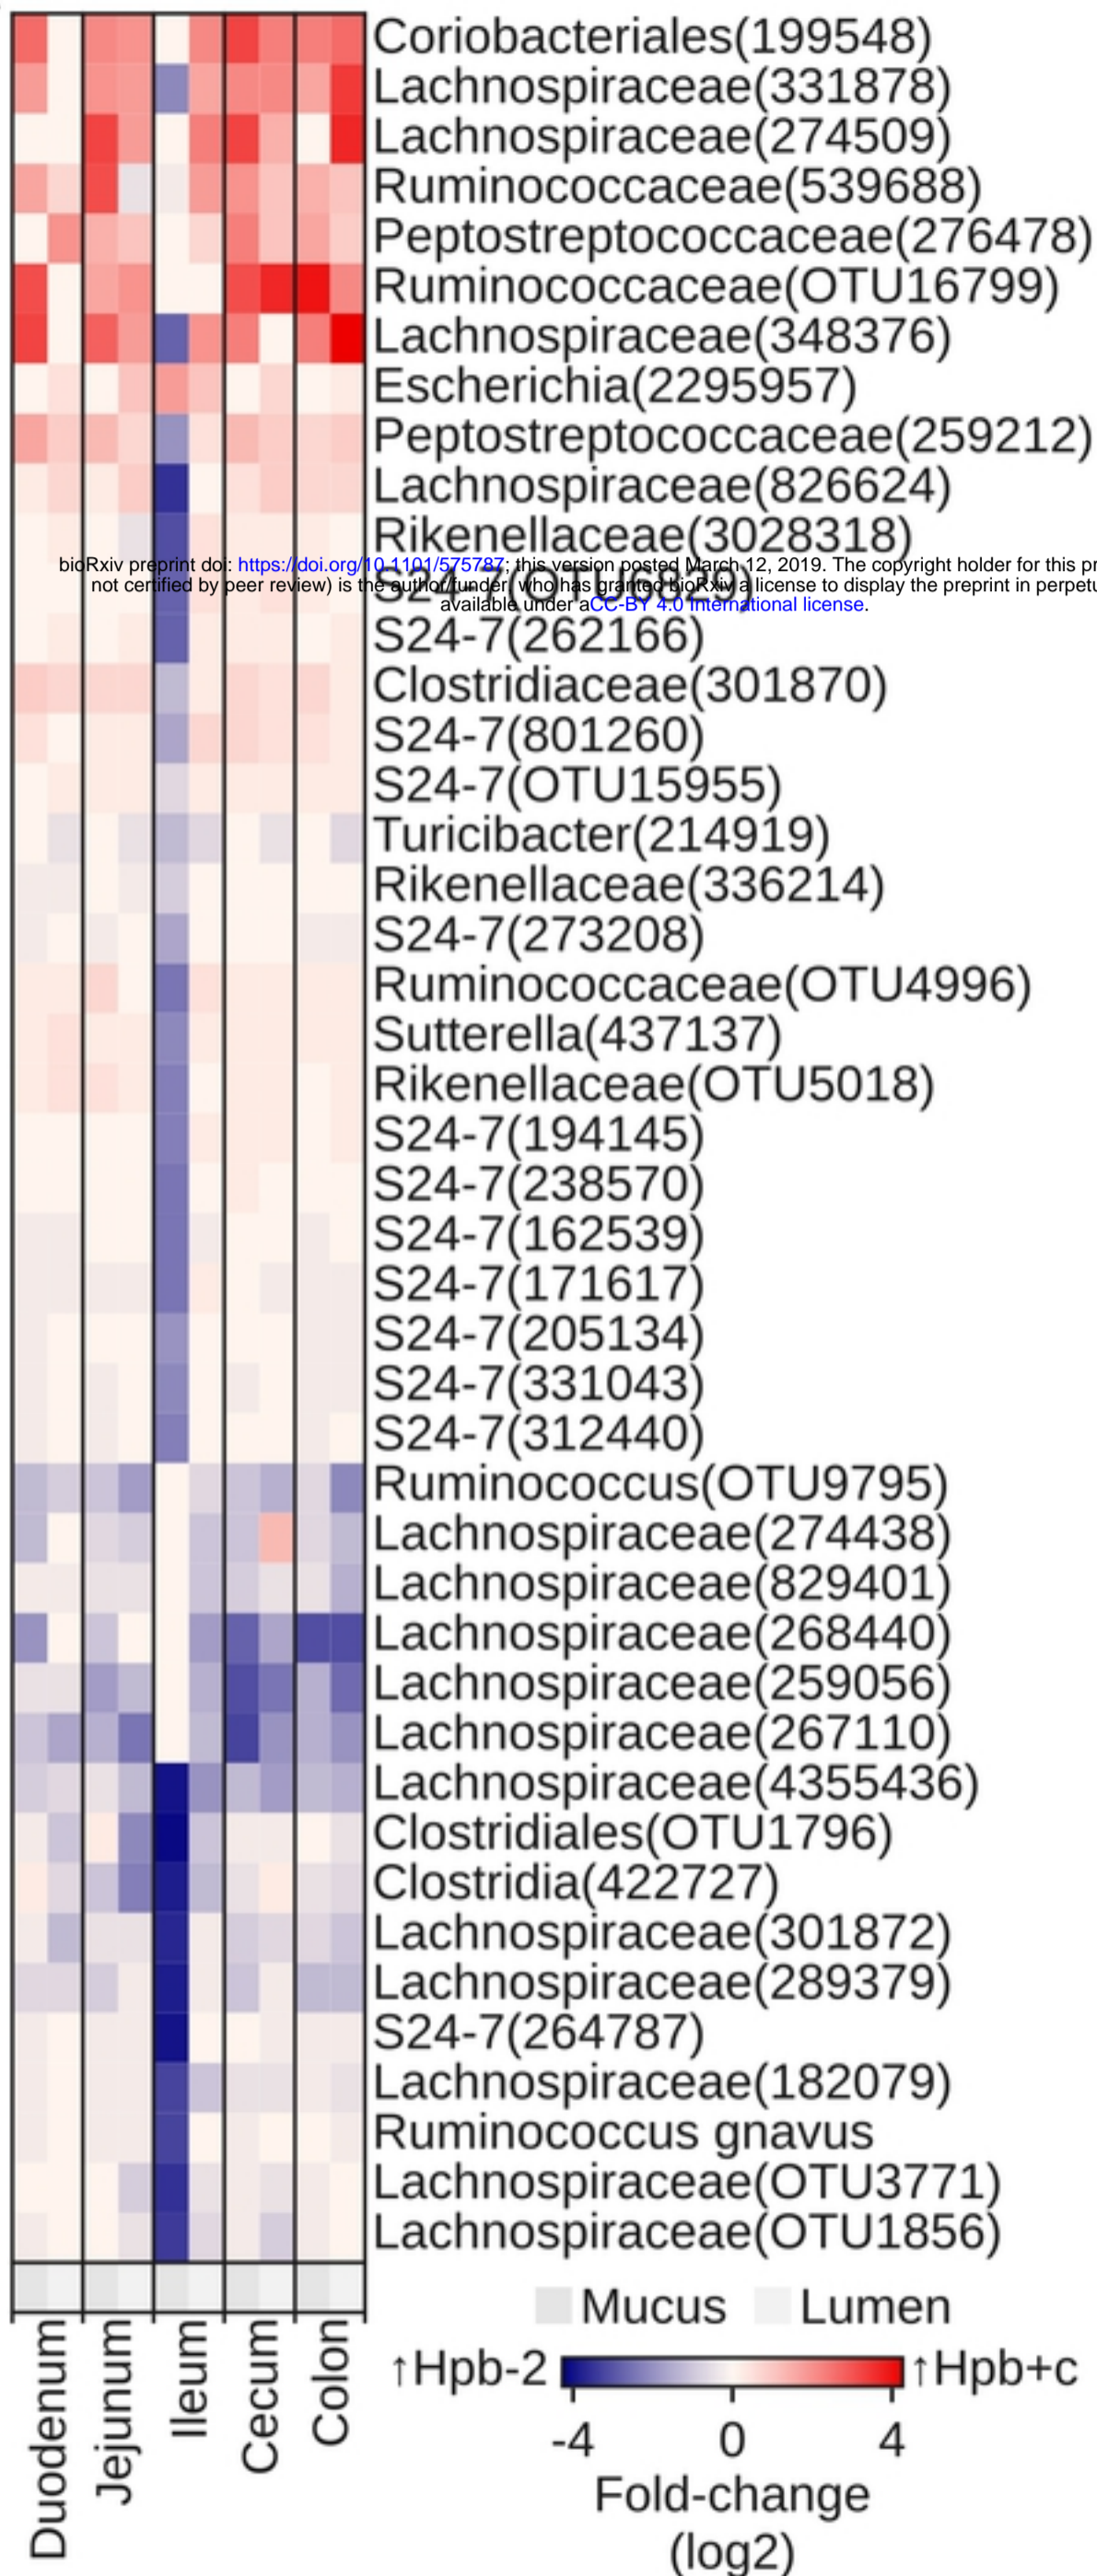 Coriobacteriales(199548)
Lachnospiraceae(331878)
Lachnospiraceae(274509)
Ruminococcaceae(539688)
Peptostreptococcaceae(276478)
Ruminococcaceae(OTU16799)
Lachnospiraceae(348376)
Escherichia(2295957)
Peptostreptococcaceae(259212)
Lachnospiraceae(826624)
Rikenellaceae(3028318)
bioRxiv preprint doi: https://doi.org/10.1101/575787; this version posted March 12, 2019. The copyright holder for this pr
not certified by peer review) is the author/funder, who has granted bioRxiv a license to display the preprint in perpetu
S24-7(OTU6829)
available under aCC-BY 4.0 International license.
S24-7(262166)
Clostridiaceae(301870)
S24-7(801260)
S24-7(OTU15955)
Turicibacter(214919)
Rikenellaceae(336214)
S24-7(273208)
Ruminococcaceae(OTU4996)
Sutterella(437137)
Rikenellaceae(OTU5018)
S24-7(194145)
S24-7(238570)
S24-7(162539)
S24-7(171617)
S24-7(205134)
S24-7(331043)
S24-7(312440)
Ruminococcus(OTU9795)
Lachnospiraceae(274438)
Lachnospiraceae(829401)
Lachnospiraceae(268440)
Lachnospiraceae(259056)
Lachnospiraceae(267110)
Lachnospiraceae(4355436)
Clostridiales(OTU1796)
Clostridia(422727)
Lachnospiraceae(301872)
Lachnospiraceae(289379)
S24-7(264787)
Lachnospiraceae(182079)
Ruminococcus gnavus
Lachnospiraceae(OTU3771)
Lachnospiraceae(OTU1856)
Mucus Lumen
Duodenum
Jejunum
Ileum
Cecum
Colon
↑Hpb-2 ↑Hpb+c
-4 0 4
Fold-change
(log2)